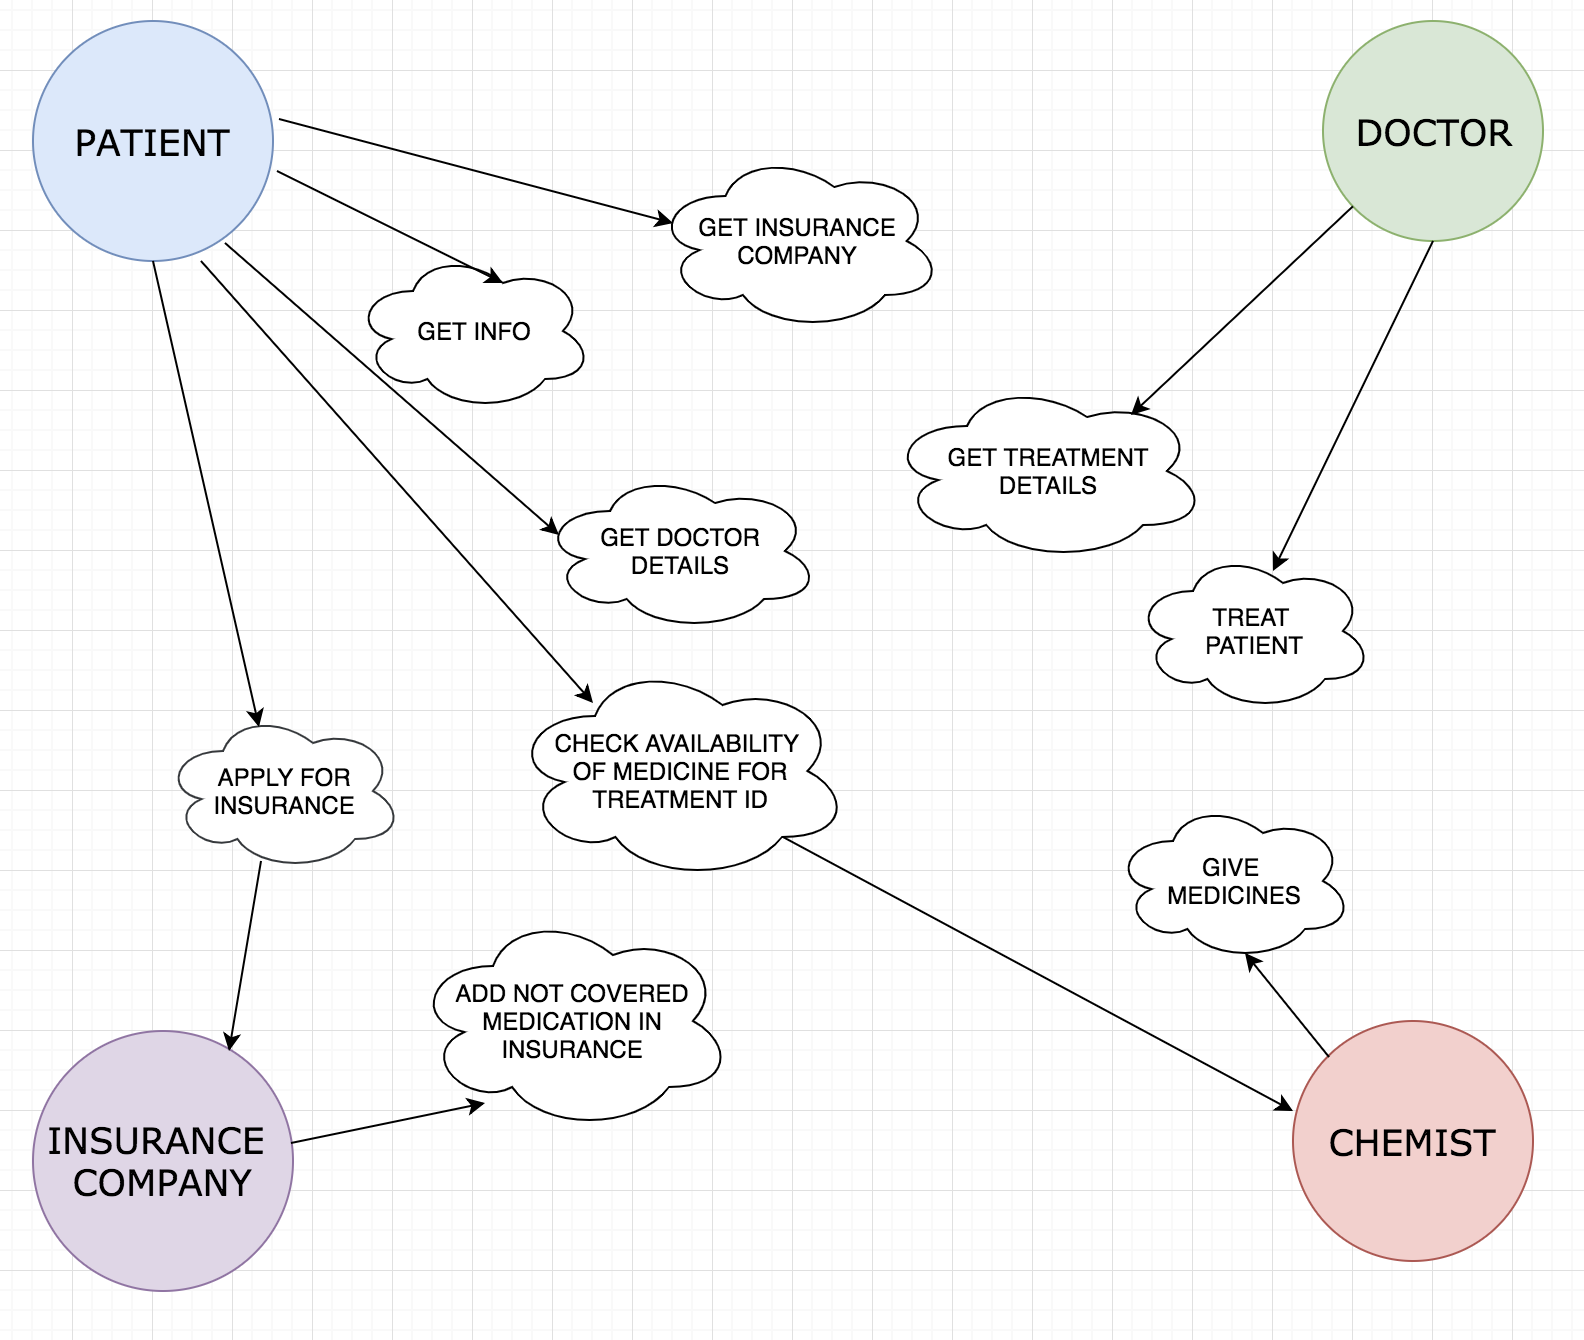 PATIENT
DOCTOR
GET INSURANCE
COMPANY
GET INFO
GET TREATMENT
DETAILS
GET DOCTOR
DETAILS
TREAT
PATIENT
CHECK AVAILABILITY
OF MEDICINE FOR
TREATMENT ID
APPLY FOR
INSURANCE
GIVE
MEDICINES
ADD NOT COVERED
MEDICATION IN
INSURANCE
INSURANCE
COMPANY
CHEMIST